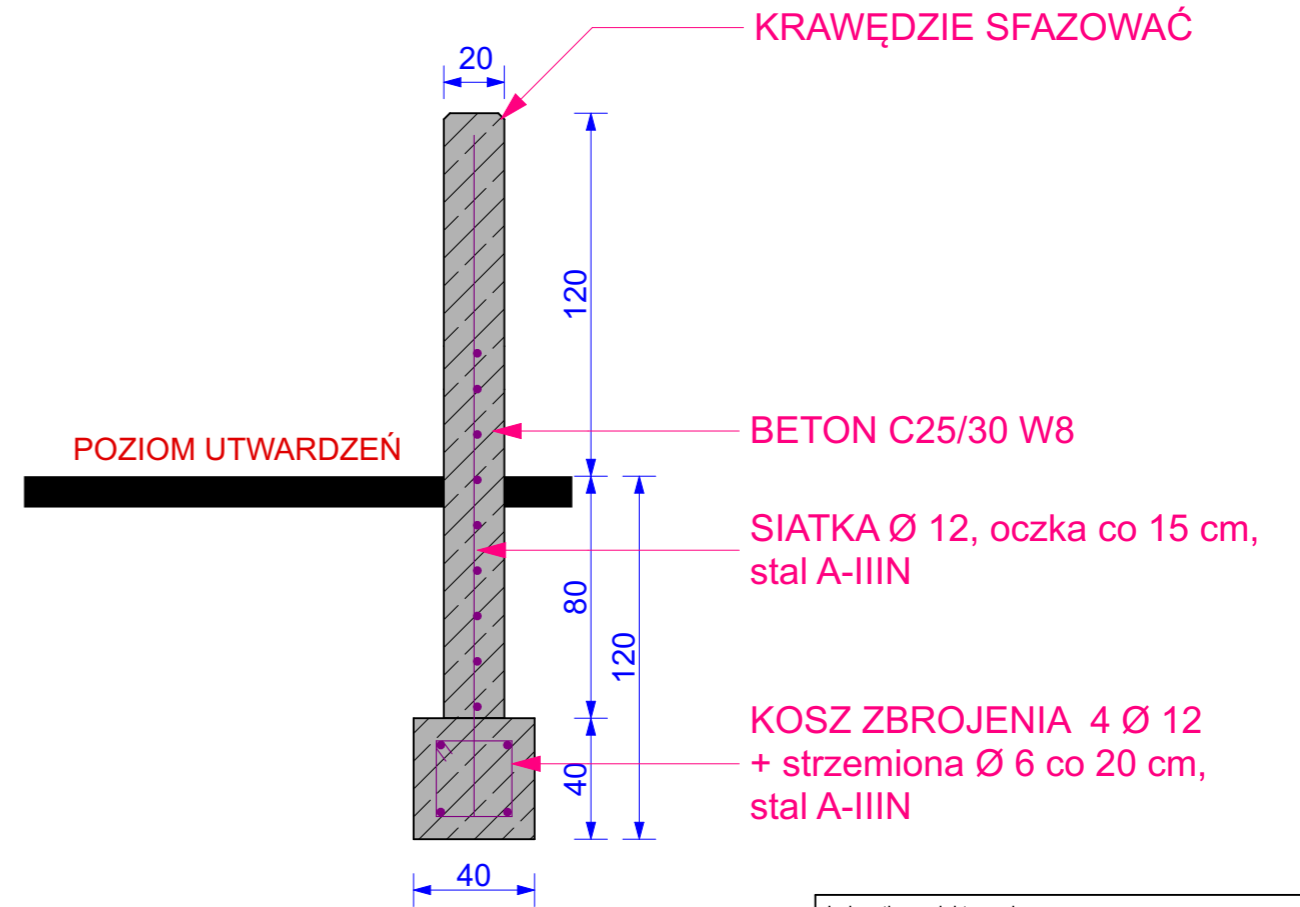 KRAWĘDZIE SFAZOWAĆ
20
120
POZIOM UTWARDZEŃ
BETON C25/30 W8
SIATKA Ø 12, oczka co 15 cm,
stal A-IIIN
80
120
KOSZ ZBROJENIA 4 Ø 12
+ strzemiona Ø 6 co 20 cm,
stal A-IIIN
40
40